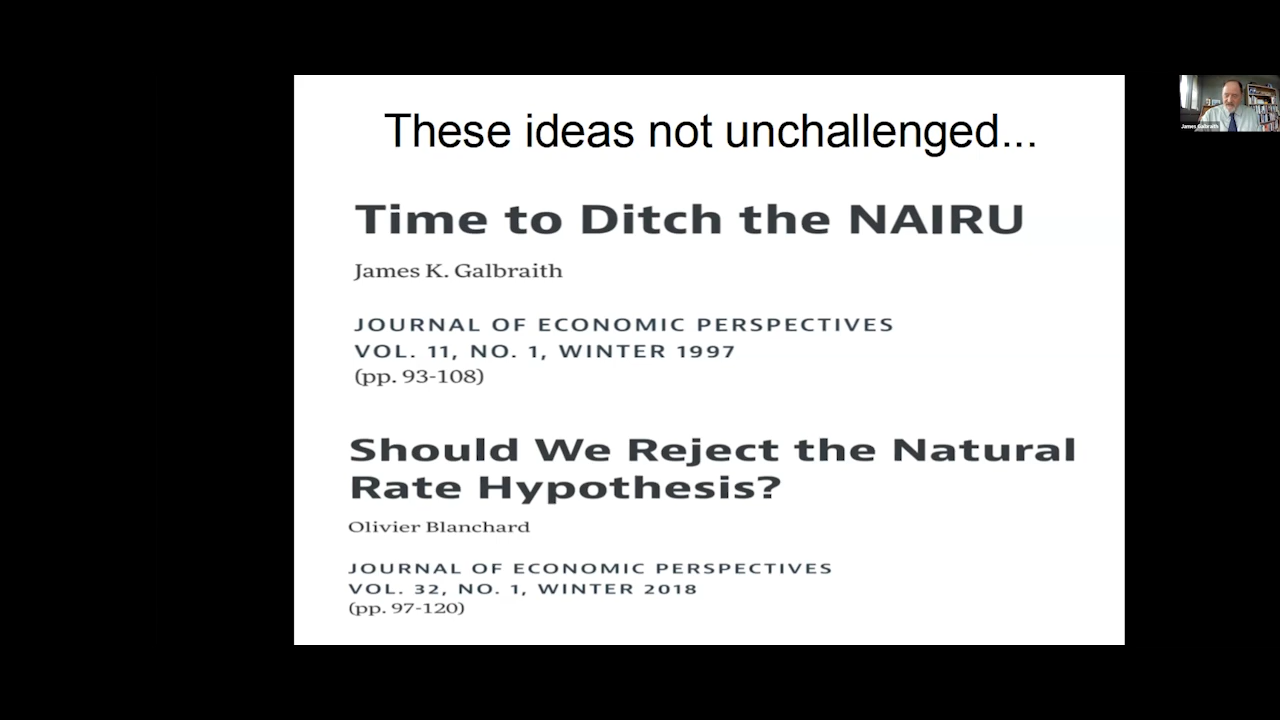 These ideas not unchallenged...
Time to Ditch the NAIRU
James K. Galbraith
JOURNAL OF ECONOMIC PERSPECTIVES
VOL. 11, NO. 1, WINTER 1997
(pp. 93-108)
Should We Reject the Natural
Rate Hypothesis?
Olivier Blanchard
JOURNAL OF ECONOMIC PERSPECTIVES
VOL. 32, NO. 1, WINTER 2018
(pp. 97-120)
James Galbraith